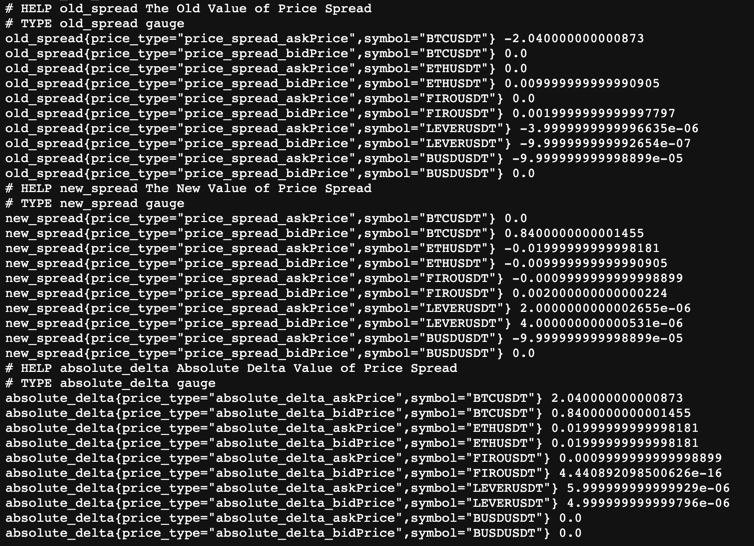 # HELP old_spread The Old Value of Price Spread
# TYPE old_spread gauge
old_spread{price_type="price_spread_askPrice",symbol="BTCUSDT"} -2.040000000000873
old_spread{price_type="price_spread_bidPrice",symbol="BTCUSDT"} 0.0
old_spread{price_type="price_spread_askPrice",symbol="ETHUSDT"} 0.0
old_spread{price_type="price_spread_bidPrice",symbol="ETHUSDT"} 0.009999999999990905
old_spread{price_type="price_spread_askPrice",symbol="FIROUSDT"} 0.0
old_spread{price_type="price_spread_bidPrice",symbol="FIROUSDT"} 0.0019999999999997797
old_spread{price_type="price_spread_askPrice",symbol="LEVERUSDT"} -3.9999999999996635e-06
old_spread{price_type="price_spread_bidPrice",symbol="LEVERUSDT"} -9.999999999992654e-07
old_spread{price_type="price_spread_askPrice",symbol="BUSDUSDT"} -9.999999999998899e-05
old_spread{price_type="price_spread_bidPrice",symbol="BUSDUSDT"} 0.0
# HELP new_spread The New Value of Price Spread
# TYPE new_spread gauge
new_spread{price_type="price_spread_askPrice",symbol="BTCUSDT"} 0.0
new_spread{price_type="price_spread_bidPrice",symbol="BTCUSDT"} 0.8400000000001455
new_spread{price_type="price_spread_askPrice",symbol="ETHUSDT"} -0.01999999999998181
new_spread{price_type="price_spread_bidPrice",symbol="ETHUSDT"} -0.009999999999990905
new_spread{price_type="price_spread_askPrice",symbol="FIROUSDT"} -0.0009999999999998899
new_spread{price_type="price_spread_bidPrice",symbol="FIROUSDT"} 0.002000000000000224
new_spread{price_type="price_spread_askPrice",symbol="LEVERUSDT"} 2.0000000000002655e-06
new_spread{price_type="price_spread_bidPrice",symbol="LEVERUSDT"} 4.000000000000531e-06
new_spread{price_type="price_spread_askPrice",symbol="BUSDUSDT"} -9.999999999998899e-05
new_spread{price_type="price_spread_bidPrice",symbol="BUSDUSDT"} 0.0
# HELP absolute_delta Absolute Delta Value of Price Spread
# TYPE absolute_delta gauge
absolute_delta{price_type="absolute_delta_askPrice",symbol="BTCUSDT"} 2.040000000000873
absolute_delta{price_type="absolute_delta_bidPrice",symbol="BTCUSDT"} 0.8400000000001455
absolute_delta{price_type="absolute_delta_askPrice",symbol="ETHUSDT"} 0.01999999999998181
absolute_delta{price_type="absolute_delta_bidPrice",symbol="ETHUSDT"} 0.01999999999998181
absolute_delta{price_type="absolute_delta_askPrice",symbol="FIROUSDT"} 0.0009999999999998899
absolute_delta{price_type="absolute_delta_bidPrice",symbol="FIROUSDT"} 4.440892098500626e-16
absolute_delta{price_type="absolute_delta_askPrice",symbol="LEVERUSDT"} 5.999999999999929e-06
absolute_delta{price_type="absolute_delta_bidPrice",symbol="LEVERUSDT"} 4.999999999999796e-06
absolute_delta{price_type="absolute_delta_askPrice",symbol="BUSDUSDT"} 0.0
absolute_delta{price_type="absolute_delta_bidPrice",symbol="BUSDUSDT"} 0.0